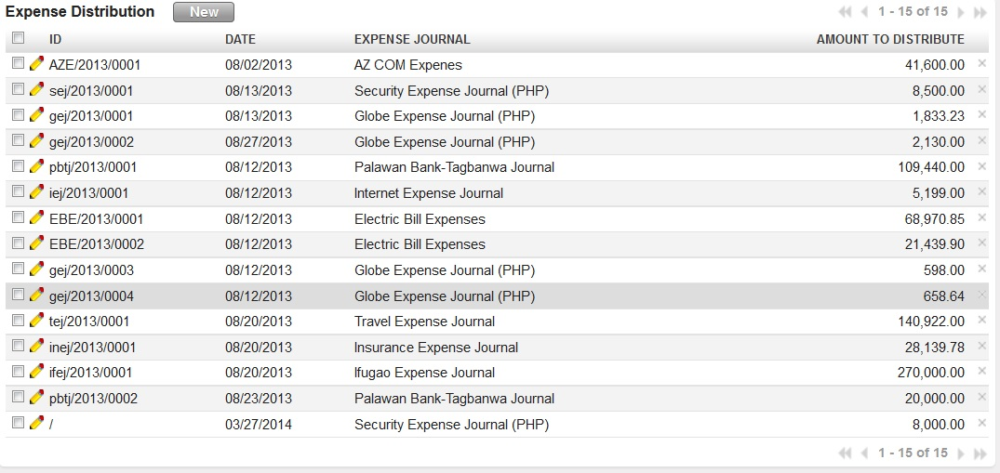 Expense Distribution New 1 - 15 of 15
ID DATE EXPENSE JOURNAL AMOUNT TO DISTRIBUTE
AZE/2013/0001 08/02/2013 AZ COM Expenes 41,600.00
sej/2013/0001 08/13/2013 Security Expense Journal (PHP) 8,500.00
gej/2013/0001 08/13/2013 Globe Expense Journal (PHP) 1,833.23
gej/2013/0002 08/27/2013 Globe Expense Journal (PHP) 2,130.00
pbtj/2013/0001 08/12/2013 Palawan Bank-Tagbanwa Journal 109,440.00
iej/2013/0001 08/12/2013 Internet Expense Journal 5,199.00
EBE/2013/0001 08/12/2013 Electric Bill Expenses 68,970.85
EBE/2013/0002 08/12/2013 Electric Bill Expenses 21,439.90
gej/2013/0003 08/12/2013 Globe Expense Journal (PHP) 598.00
gej/2013/0004 08/12/2013 Globe Expense Journal (PHP) 658.64
tej/2013/0001 08/20/2013 Travel Expense Journal 140,922.00
inej/2013/0001 08/20/2013 Insurance Expense Journal 28,139.78
ifej/2013/0001 08/20/2013 Ifugao Expense Journal 270,000.00
pbtj/2013/0002 08/23/2013 Palawan Bank-Tagbanwa Journal 20,000.00
/ 03/27/2014 Security Expense Journal (PHP) 8,000.00
1 - 15 of 15